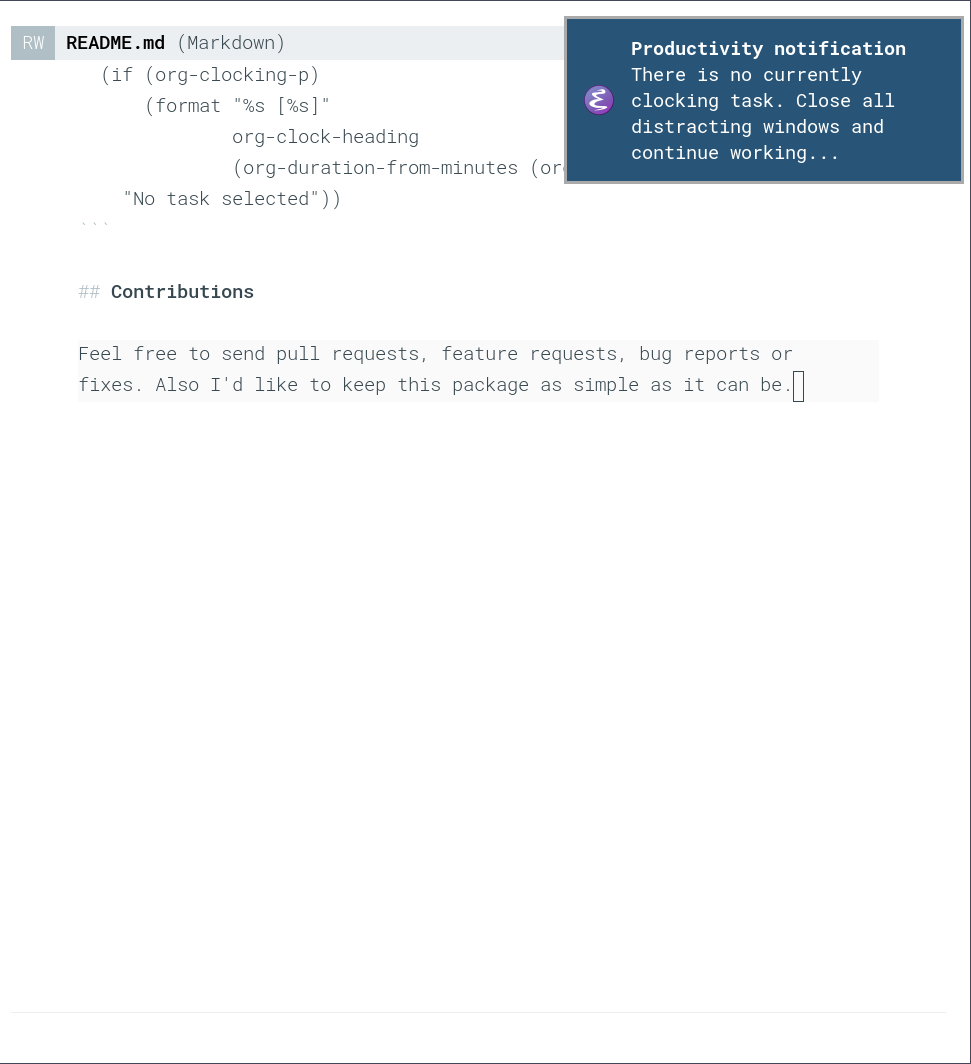 RW README.md (Markdown)
(if (org-clocking-p)
(format "%s [%s]"
org-clock-heading
(org-duration-from-minutes
"No task selected"))
```
## Contributions
Feel free to send pull requests, feature requests, bug reports or
fixes. Also I'd like to keep this package as simple as it can be.
Productivity notification
There is no currently
clocking task. Close all
distracting windows and
continue working...